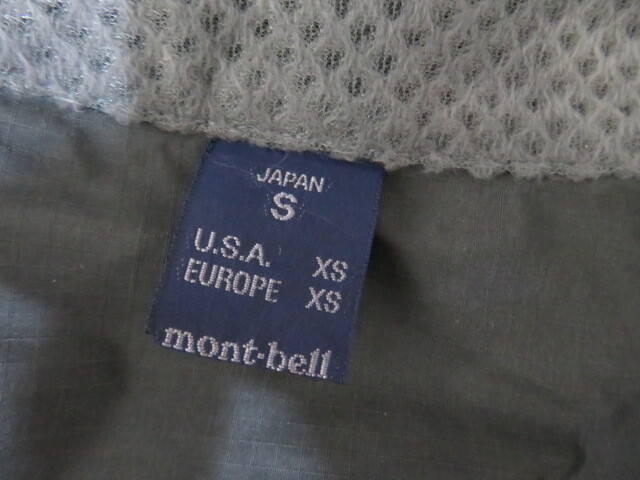 JAPAN
S
U.S.A. XS
EUROPE XS
mont-bell